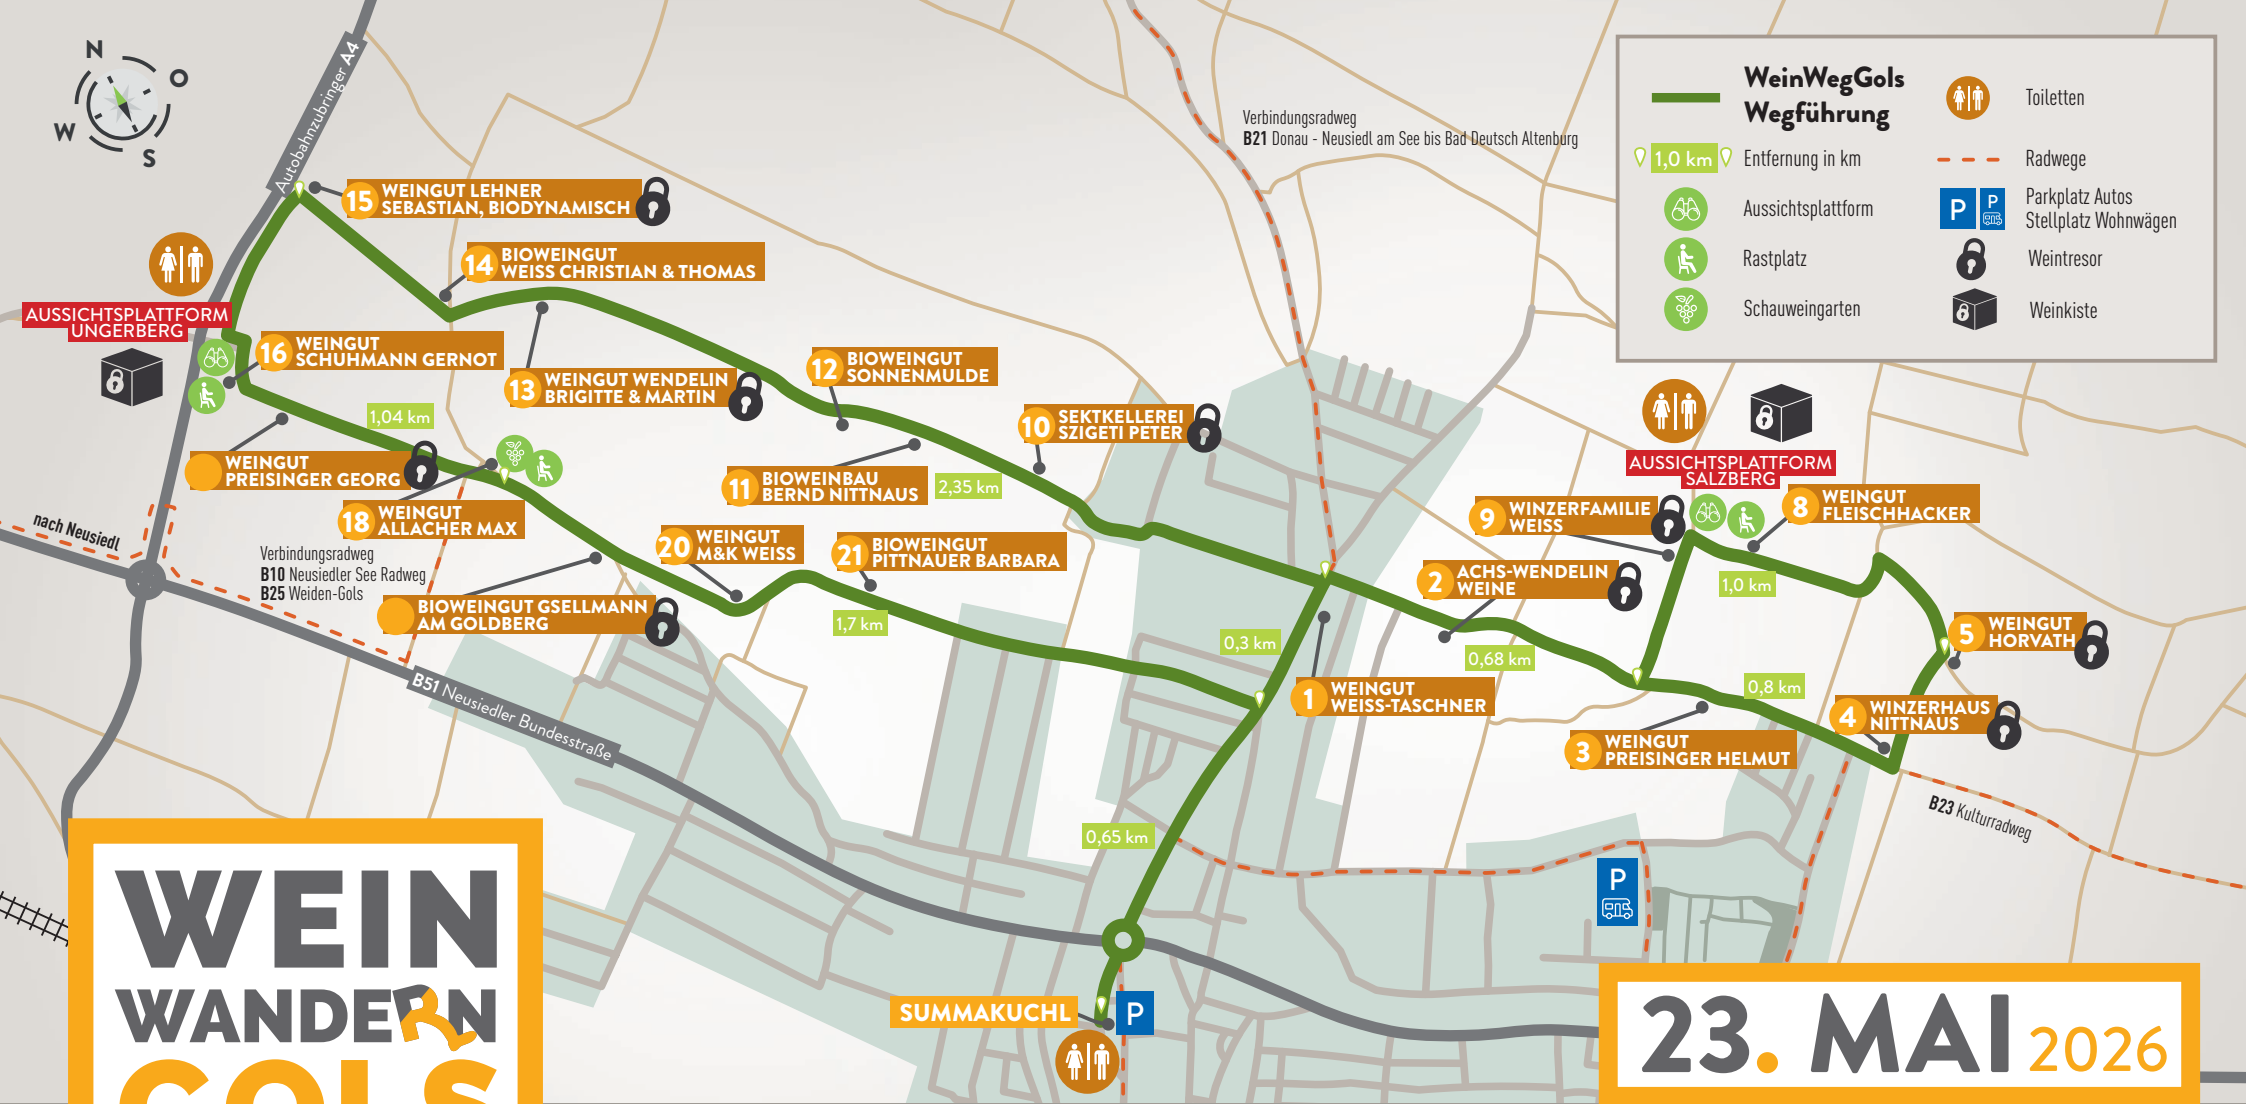 N
O
W
S
Autobahnzubringer A4
Verbindungsradweg
B21 Donau - Neusiedl am See bis Bad Deutsch Altenburg
WeinWegGols
Wegführung
1,0 km
Entfernung in km
Aussichtsplattform
Rastplatz
Schauweingarten
Toiletten
Radwege
P P
Parkplatz Autos
Stellplatz Wohnwägen
Weintresor
Weinkiste
15 WEINGUT LEHNER
SEBASTIAN, BIODYNAMISCH
14 BIOWEINGUT
WEISS CHRISTIAN & THOMAS
AUSSICHTSPLATTFORM
UNGERBERG
16 WEINGUT
SCHUHMANN GERNOT
13 WEINGUT WENDELIN
BRIGITTE & MARTIN
12 BIOWEINGUT
SONNENMULDE
1,04 km
10 SEKTKELLEREI
SZIGETI PETER
WEINGUT
PREISINGER GEORG
11 BIOWEINBAU
BERND NITTNAUS
2,35 km
AUSSICHTSPLATTFORM
SALZBERG
8 WEINGUT
FLEISCHHACKER
9 WINZERFAMILIE
WEISS
18 WEINGUT
ALLACHER MAX
nach Neusiedl
20 WEINGUT
M&K WEISS
21 BIOWEINGUT
PITTNAUER BARBARA
Verbindungsradweg
B10 Neusiedler See Radweg
B25 Weiden-Gols
2 ACHS-WENDELIN
WEINE
1,0 km
BIOWEINGUT GSELLMANN
AM GOLDBERG
1,7 km
0,3 km
0,68 km
5 WEINGUT
HORVATH
B51 Neusiedler Bundesstraße
1 WEINGUT
WEISS-TASCHNER
0,8 km
4 WINZERHAUS
NITTNAUS
3 WEINGUT
PREISINGER HELMUT
0,65 km
B23 Kulturradweg
P
WEIN
WANDERN
GOLS
SUMMAKUCHL
P
23. MAI 2026